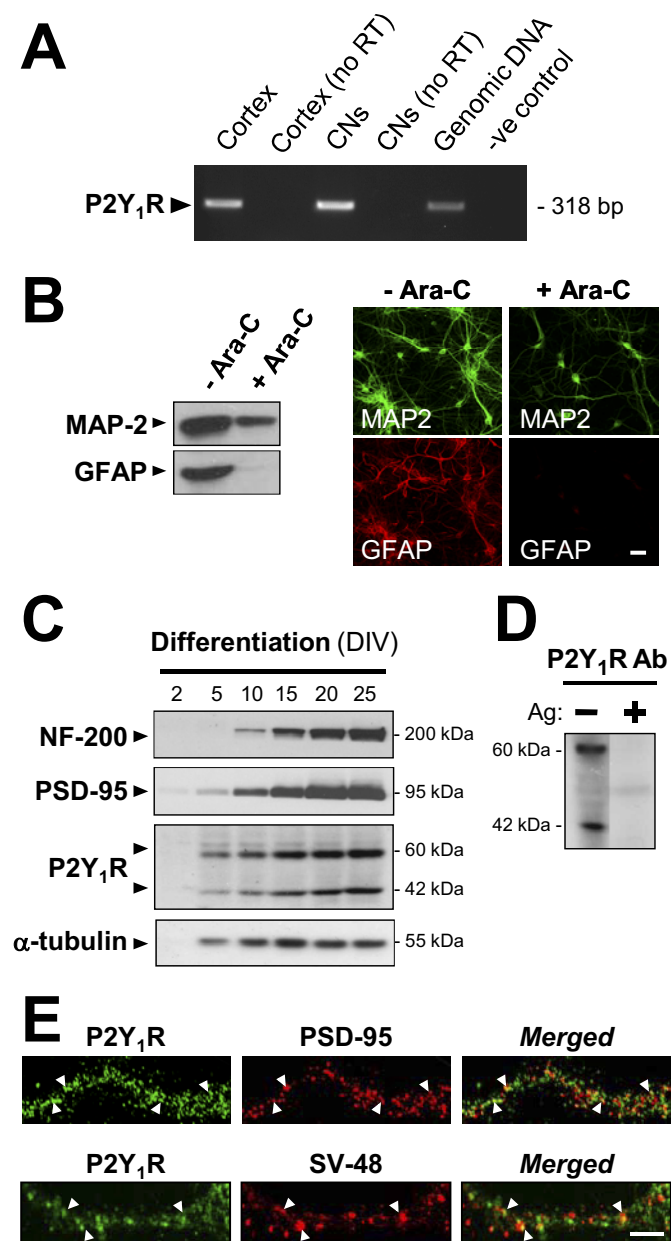 A
Cortex
Cortex (no RT)
CNs
CNs (no RT)
Genomic DNA
-ve control
P2Y₁R
- 318 bp
B
- Ara-C
+ Ara-C
MAP-2
GFAP
- Ara-C
+ Ara-C
MAP2
MAP2
GFAP
GFAP
C
Differentiation (DIV)
2 5 10 15 20 25
NF-200
- 200 kDa
PSD-95
- 95 kDa
P2Y₁R
- 60 kDa
- 42 kDa
α-tubulin
- 55 kDa
D
P2Y₁R Ab
Ag: - +
60 kDa -
42 kDa -
E
P2Y₁R PSD-95 Merged
P2Y₁R SV-48 Merged